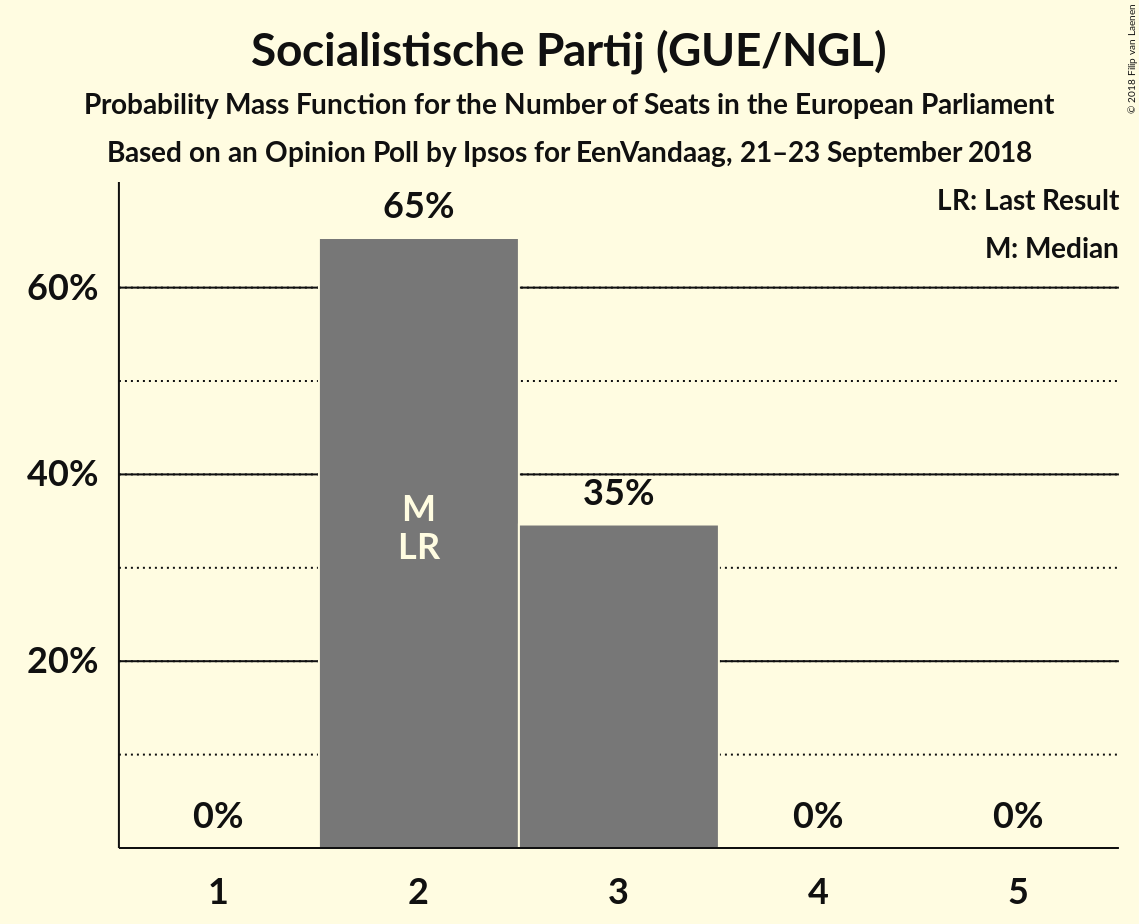 Socialistische Partij (GUE/NGL)
Probability Mass Function for the Number of Seats in the European Parliament
Based on an Opinion Poll by Ipsos for EenVandaag, 21–23 September 2018
© 2018 Filip van Laenen
LR: Last Result
M: Median
65%
60%
40%
35%
M
LR
20%
0%
0%
0%
1
2
3
4
5